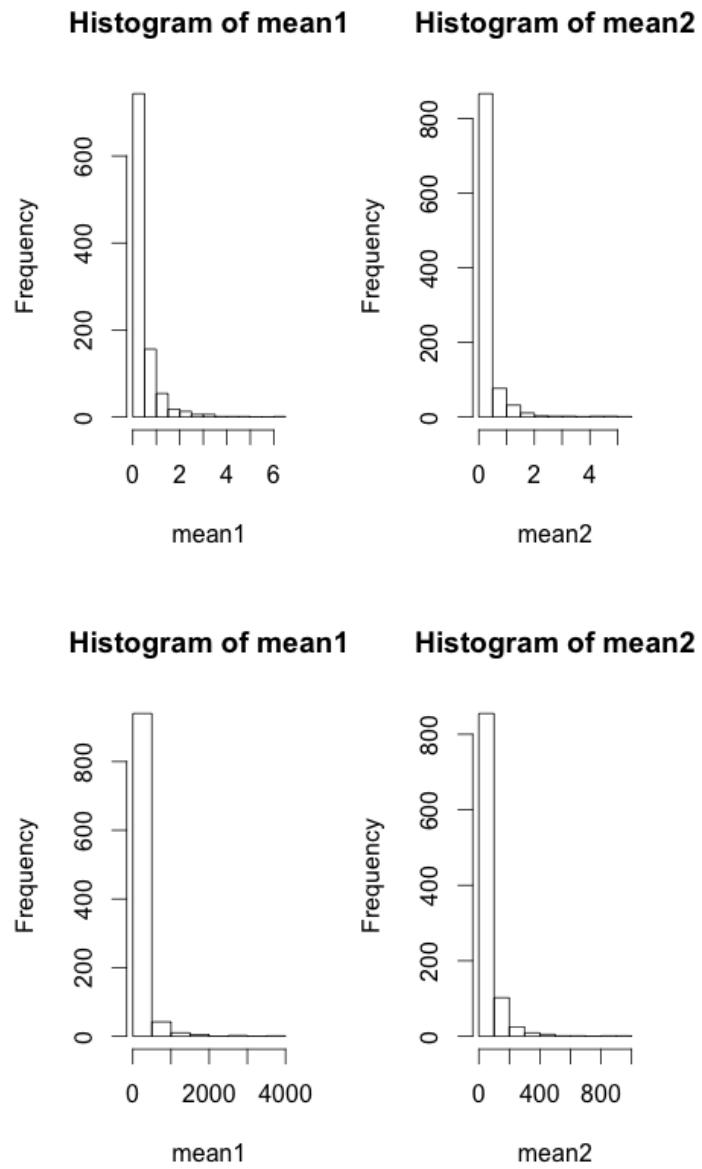 Histogram of mean1
Frequency
0 200 400 600
0 2 4 6
mean1
Histogram of mean2
Frequency
0 200 400 600 800
0 2 4
mean2
Histogram of mean1
Frequency
0 200 400 600 800
0 2000 4000
mean1
Histogram of mean2
Frequency
0 200 400 600 800
0 400 800
mean2